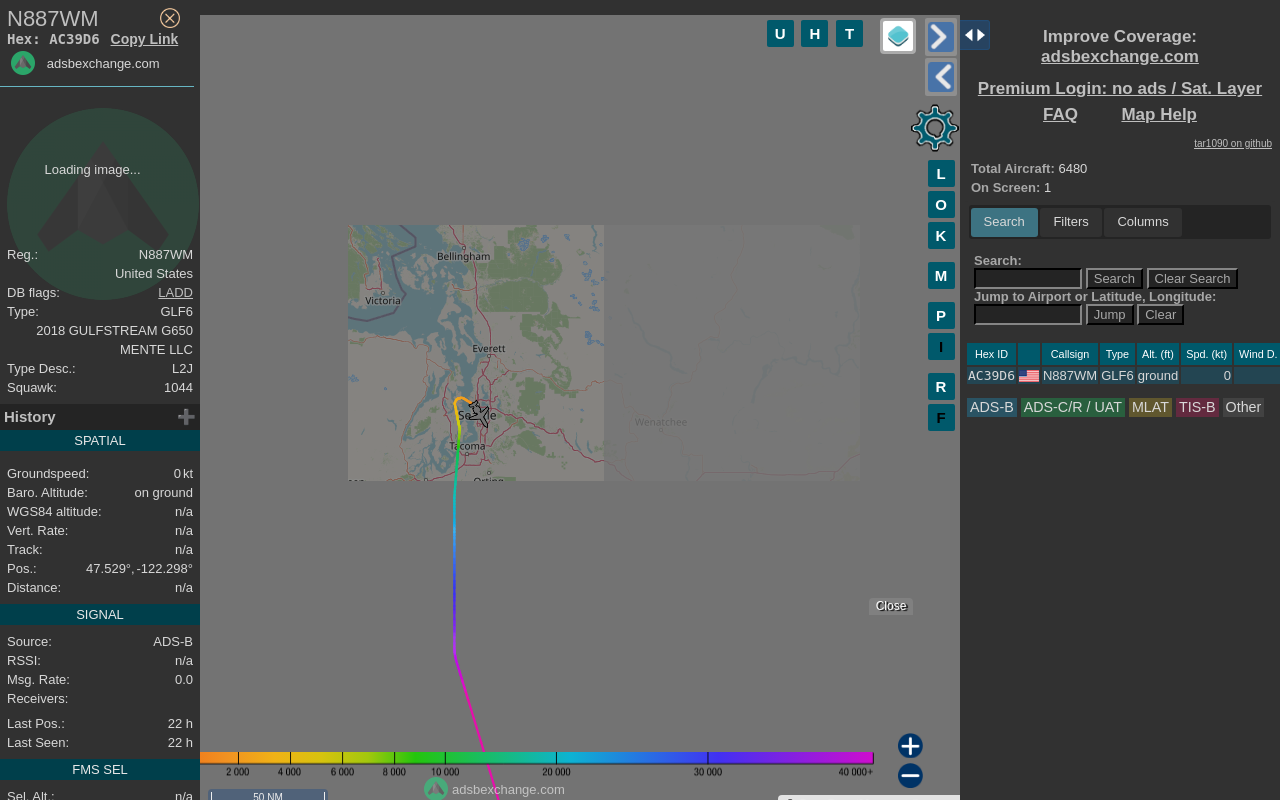 N887WM
Hex: AC39D6 Copy Link
adsbexchange.com
Loading image...
Reg.: N887WM
United States
DB flags: LADD
Type: GLF6
2018 GULFSTREAM G650
MENTE LLC
Type Desc.: L2J
Squawk: 1044
History
SPATIAL
Groundspeed: 0 kt
Baro. Altitude: on ground
WGS84 altitude: n/a
Vert. Rate: n/a
Track: n/a
Pos.: 47.529°, -122.298°
Distance: n/a
SIGNAL
Source: ADS-B
RSSI: n/a
Msg. Rate: 0.0
Receivers:
Last Pos.: 22 h
Last Seen: 22 h
FMS SEL
Sel. Alt.: n/a
U H T
L
O
K
M
P
I
R
F
Bellingham
Victoria
Everett
Wenatchee
Tacoma
Orting
Close
2 000 4 000 6 000 8 000 10 000 20 000 30 000 40 000+
adsbexchange.com
50 NM
Improve Coverage:
adsbexchange.com
Premium Login: no ads / Sat. Layer
FAQ Map Help
tar1090 on github
Total Aircraft: 6480
On Screen: 1
Search Filters Columns
Search:
Search Clear Search
Jump to Airport or Latitude, Longitude:
Jump Clear
Hex ID Callsign Type Alt. (ft) Spd. (kt) Wind D.
AC39D6 N887WM GLF6 ground 0
ADS-B ADS-C/R / UAT MLAT TIS-B Other